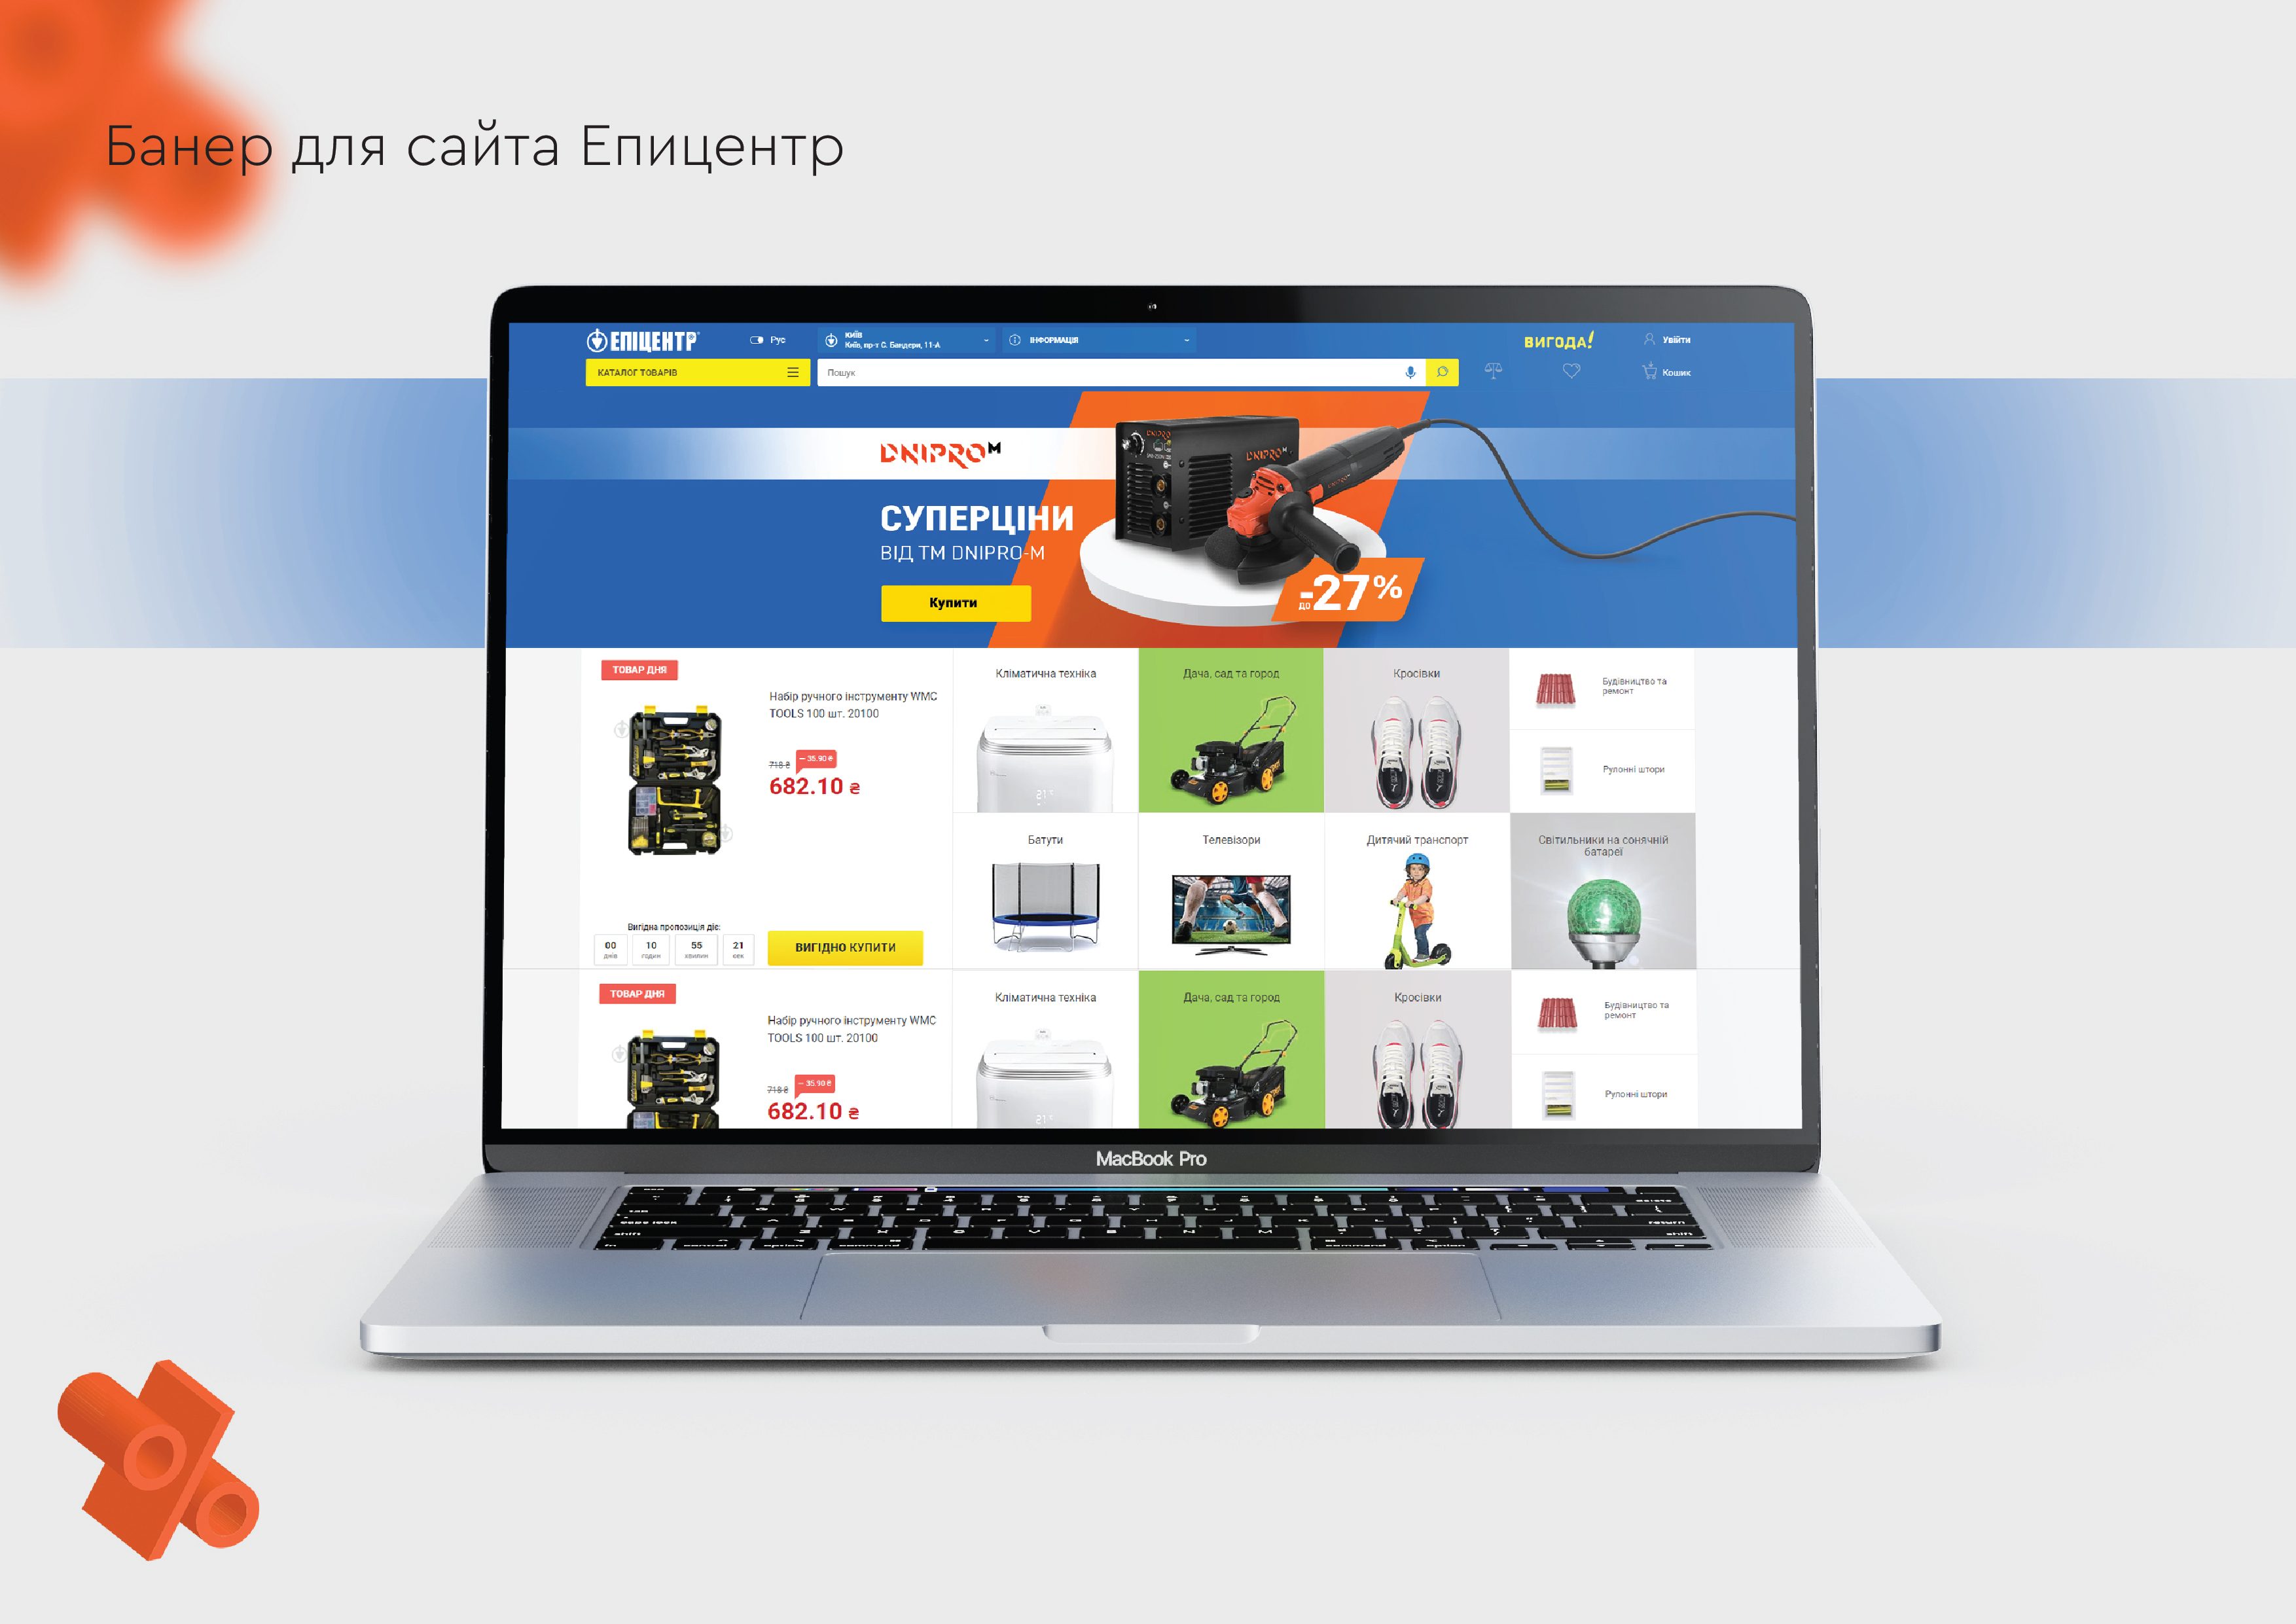 Банер для сайта Епицентр
ЕПІЦЕНТР
Рус
київ
Київ, пр-т С. Бандери, 11-А
ІНФОРМАЦІЯ
ВИГОДА!
Увійти
КАТАЛОГ ТОВАРІВ
Пошук
Кошик
DNIPRO M
СУПЕРЦІНИ
ВІД ТМ DNIPRO-M
Купити
до -27%
ТОВАР ДНЯ
Набір ручного інструменту WMC
TOOLS 100 шт. 20100
718 ₴
– 35.90 ₴
682.10 ₴
Вигідна пропозиція діє:
00 10 55 21
днів годин хвилин сек
ВИГІДНО КУПИТИ
Кліматична техніка
Дача, сад та город
Кросівки
Будівництво та
ремонт
Рулонні штори
Батути
Телевізори
Дитячий транспорт
Світильники на сонячній
батареї
ТОВАР ДНЯ
Набір ручного інструменту WMC
TOOLS 100 шт. 20100
718 ₴
– 35.90 ₴
682.10 ₴
Кліматична техніка
Дача, сад та город
Кросівки
Будівництво та
ремонт
Рулонні штори
MacBook Pro